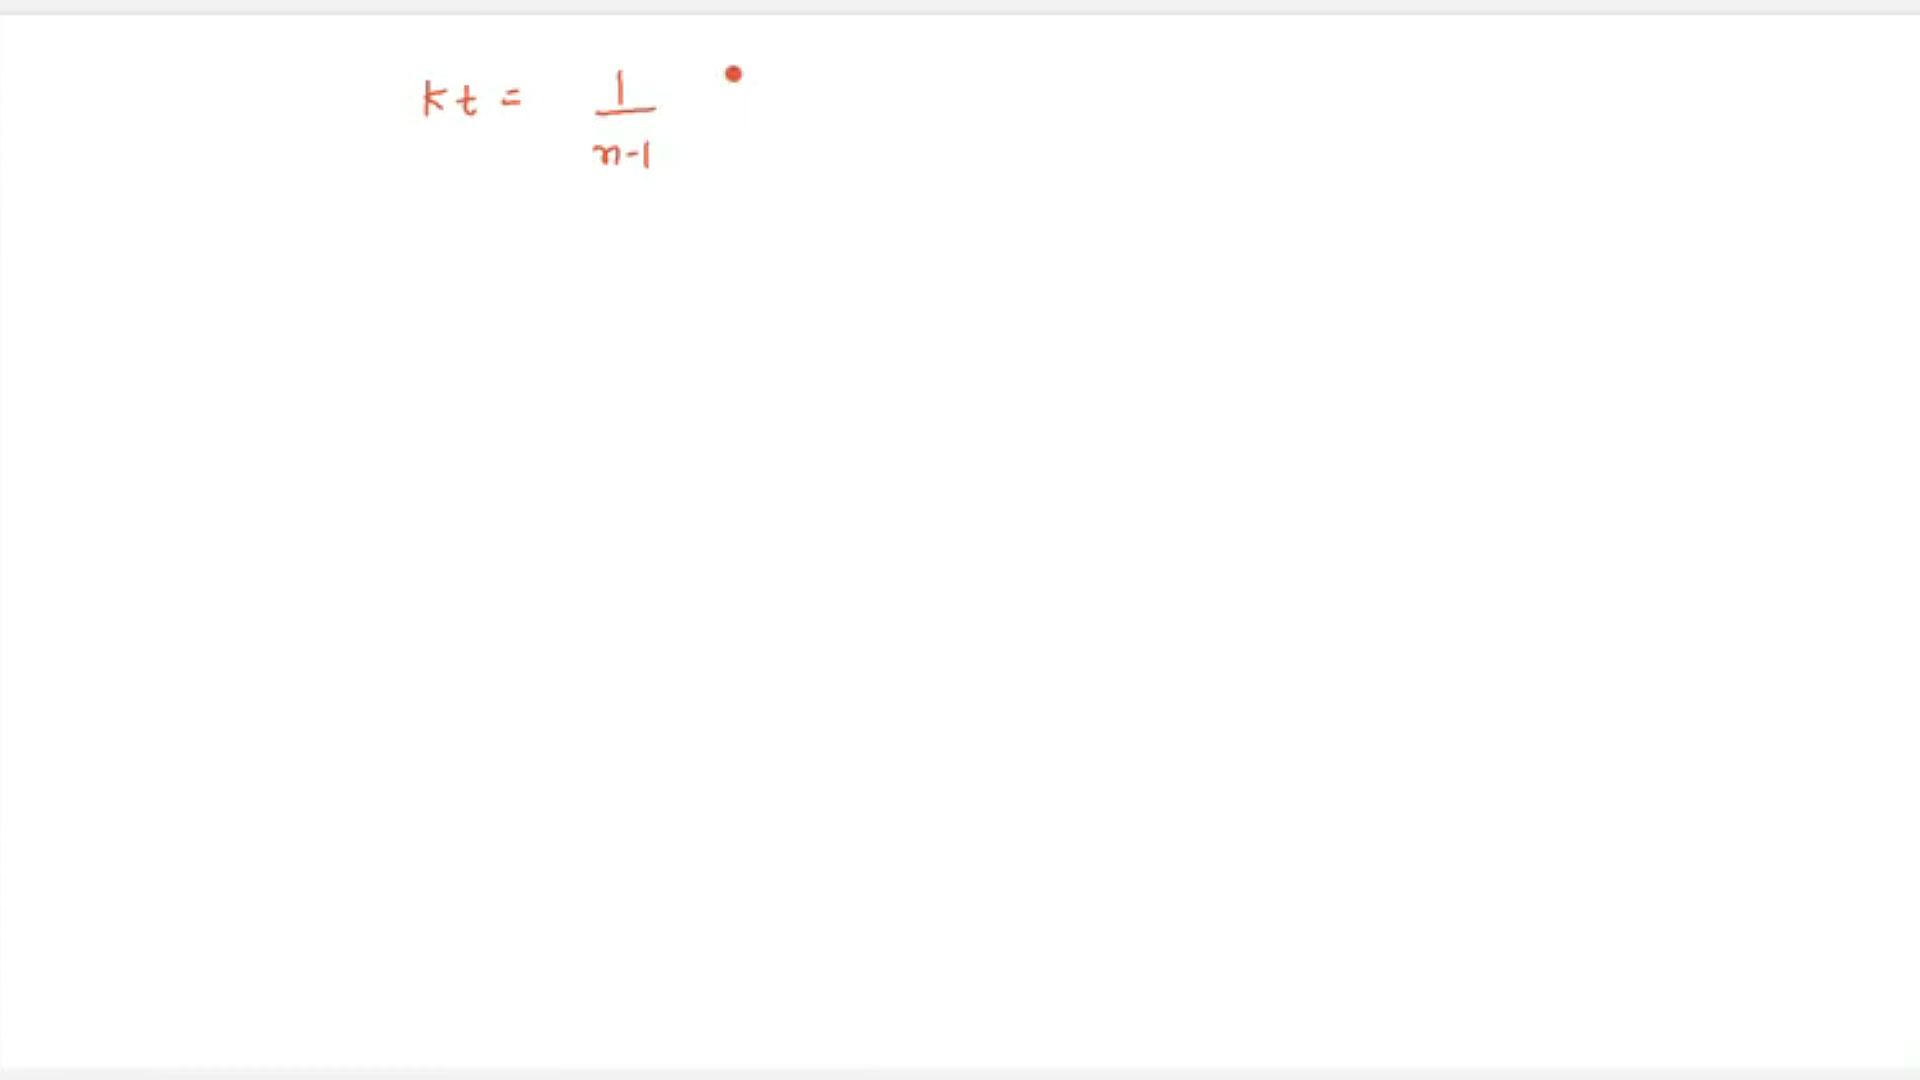 kt = 1/(n-1)